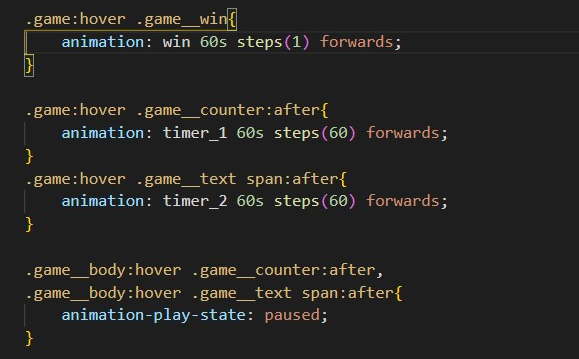 .game:hover .game__win{
    animation: win 60s steps(1) forwards;
}
.game:hover .game__counter:after{
    animation: timer_1 60s steps(60) forwards;
}
.game:hover .game__text span:after{
    animation: timer_2 60s steps(60) forwards;
}
.game__body:hover .game__counter:after,
.game__body:hover .game__text span:after{
    animation-play-state: paused;
}